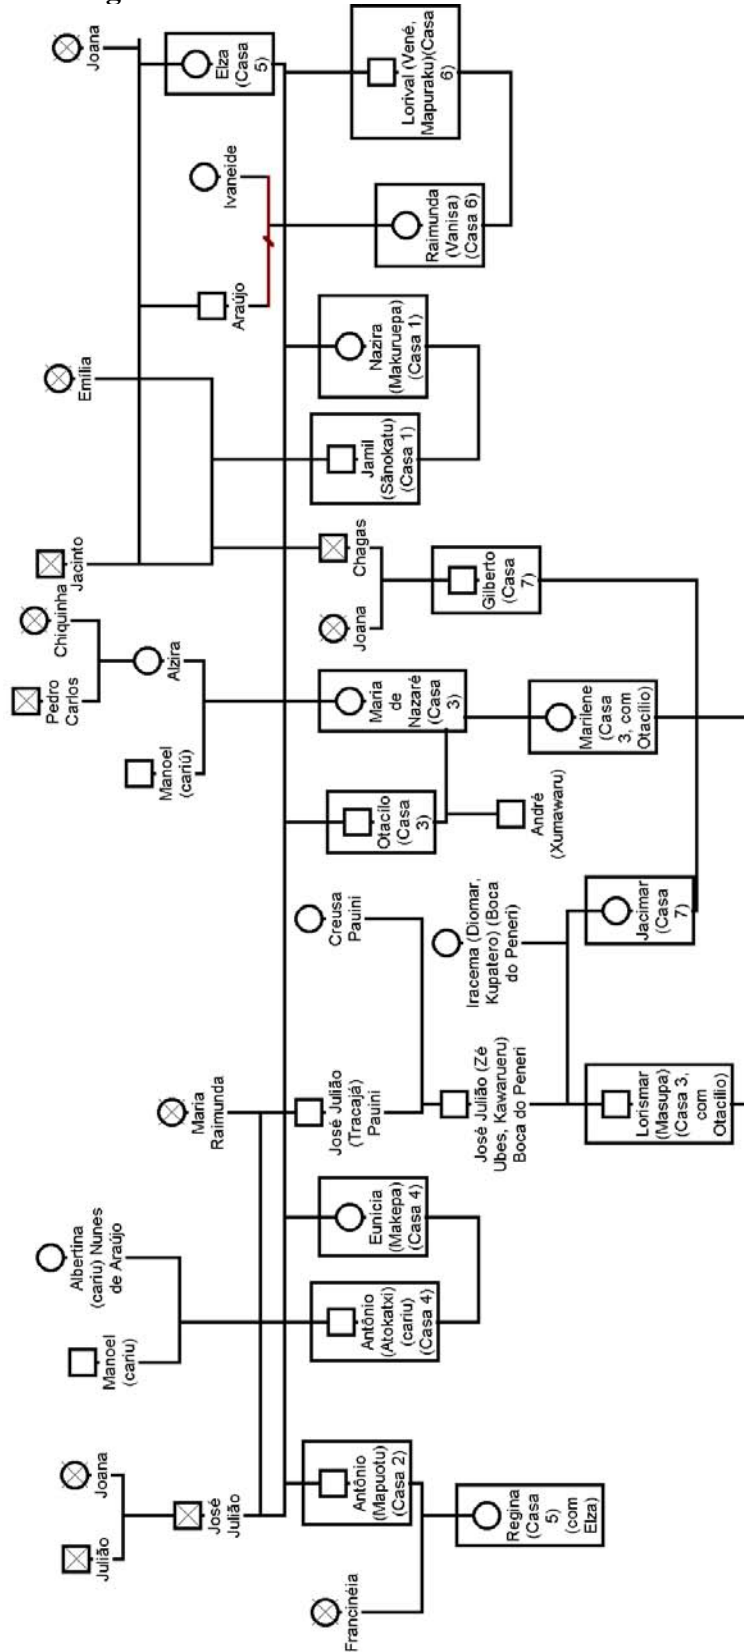 Julião
Joana
José
Julião
Manoel
(cariu)
Albertina
(cariu) Nunes
de Araújo
Maria
Raimunda
Manoel
(cariú)
Pedro
Carlos
Chiquinha
Alzira
Jacinto
Emília
Joana
Araújo
Ivaneide
Elza
(Casa
5)
Francinéia
Antônio
(Mapuotu)
(Casa 2)
Antônio
(Atokatxi)
(cariu)
(Casa 4)
Eunícia
(Makepa)
(Casa 4)
José Julião
(Tracajá)
Pauini
Creusa
Pauini
Otacilo
(Casa
3)
Maria
de
Nazaré
(Casa
3)
Joana
Chagas
Jamil
(Sãnokatu)
(Casa 1)
Nazira
(Makuruepa)
(Casa 1)
Raimunda
(Vanisa)
(Casa 6)
Lorival (Vené,
Mapuraku)(Casa
6)
Regina
(Casa
5)
(com
Elza)
José Julião (Zé
Ubes, Kawarueru)
Boca do Peneri
Iracema (Diomar,
Kupatero) (Boca
do Peneri)
André
(Xumawaru)
Marilene
(Casa
3, com
Otacílio)
Gilberto
(Casa
7)
Lorismar
(Masupa)
(Casa 3,
com
Otacílio)
Jacimar
(Casa
7)